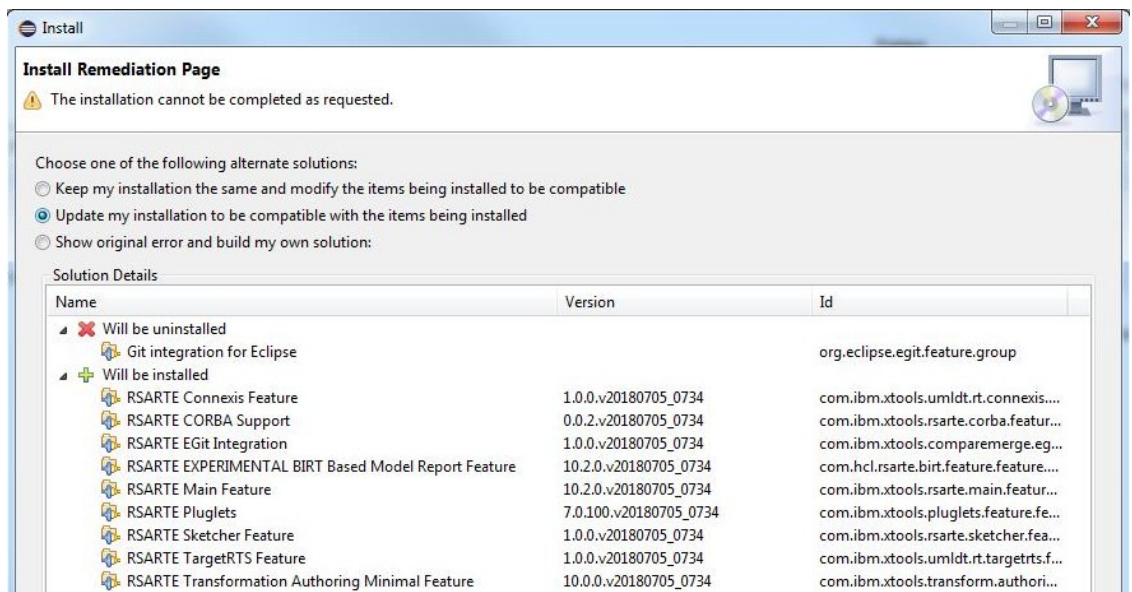 Install
Install Remediation Page
The installation cannot be completed as requested.
Choose one of the following alternate solutions:
Keep my installation the same and modify the items being installed to be compatible
Update my installation to be compatible with the items being installed
Show original error and build my own solution:
Solution Details
Name Version Id
Will be uninstalled
Git integration for Eclipse org.eclipse.egit.feature.group
Will be installed
RSARTE Connexis Feature 1.0.0.v20180705_0734 com.ibm.xtools.umldt.rt.connexis....
RSARTE CORBA Support 0.0.2.v20180705_0734 com.ibm.xtools.rsarte.corba.featur...
RSARTE EGit Integration 1.0.0.v20180705_0734 com.ibm.xtools.comparemerge.eg...
RSARTE EXPERIMENTAL BIRT Based Model Report Feature 10.2.0.v20180705_0734 com.hcl.rsarte.birt.feature.feature....
RSARTE Main Feature 10.2.0.v20180705_0734 com.ibm.xtools.rsarte.main.featur...
RSARTE Pluglets 7.0.100.v20180705_0734 com.ibm.xtools.pluglets.feature.fe...
RSARTE Sketcher Feature 1.0.0.v20180705_0734 com.ibm.xtools.rsarte.sketcher.fea...
RSARTE TargetRTS Feature 1.0.0.v20180705_0734 com.ibm.xtools.umldt.rt.targetrts.f...
RSARTE Transformation Authoring Minimal Feature 10.0.0.v20180705_0734 com.ibm.xtools.transform.authori...